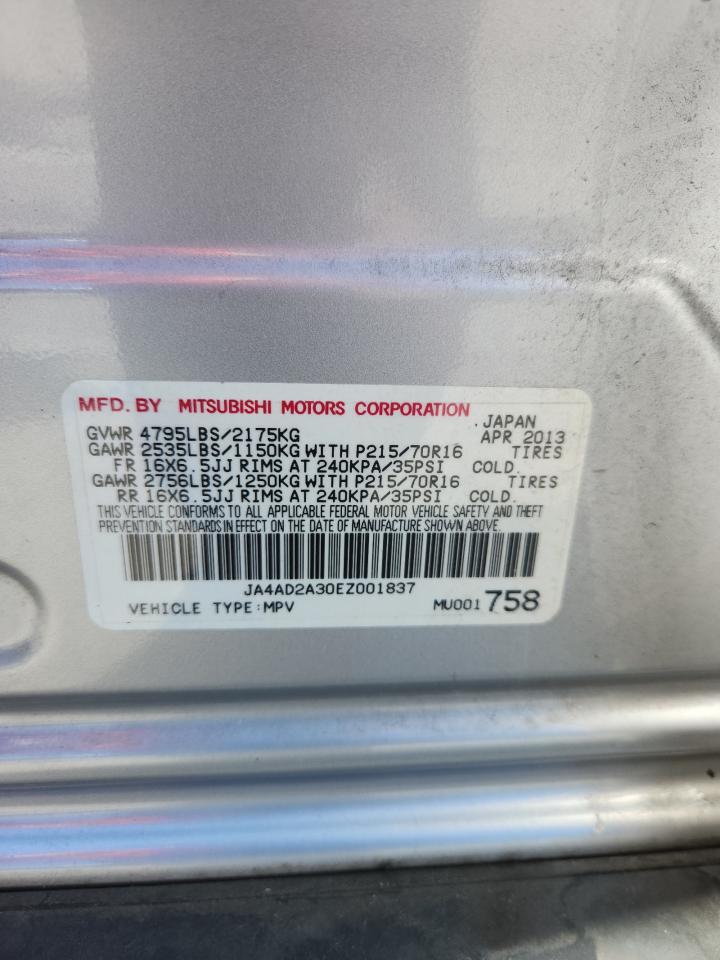 MFD. BY MITSUBISHI MOTORS CORPORATION
JAPAN
GVWR 4795LBS/2175KG APR 2013
GAWR 2535LBS/1150KG WITH P215/70R16 TIRES
FR 16X6.5JJ RIMS AT 240KPA/35PSI COLD.
GAWR 2756LBS/1250KG WITH P215/70R16 TIRES
RR 16X6.5JJ RIMS AT 240KPA/35PSI COLD.
THIS VEHICLE CONFORMS TO ALL APPLICABLE FEDERAL MOTOR VEHICLE SAFETY AND THEFT
PREVENTION STANDARDS IN EFFECT ON THE DATE OF MANUFACTURE SHOWN ABOVE.
JA4AD2A30EZ001837
VEHICLE TYPE:MPV MU001758